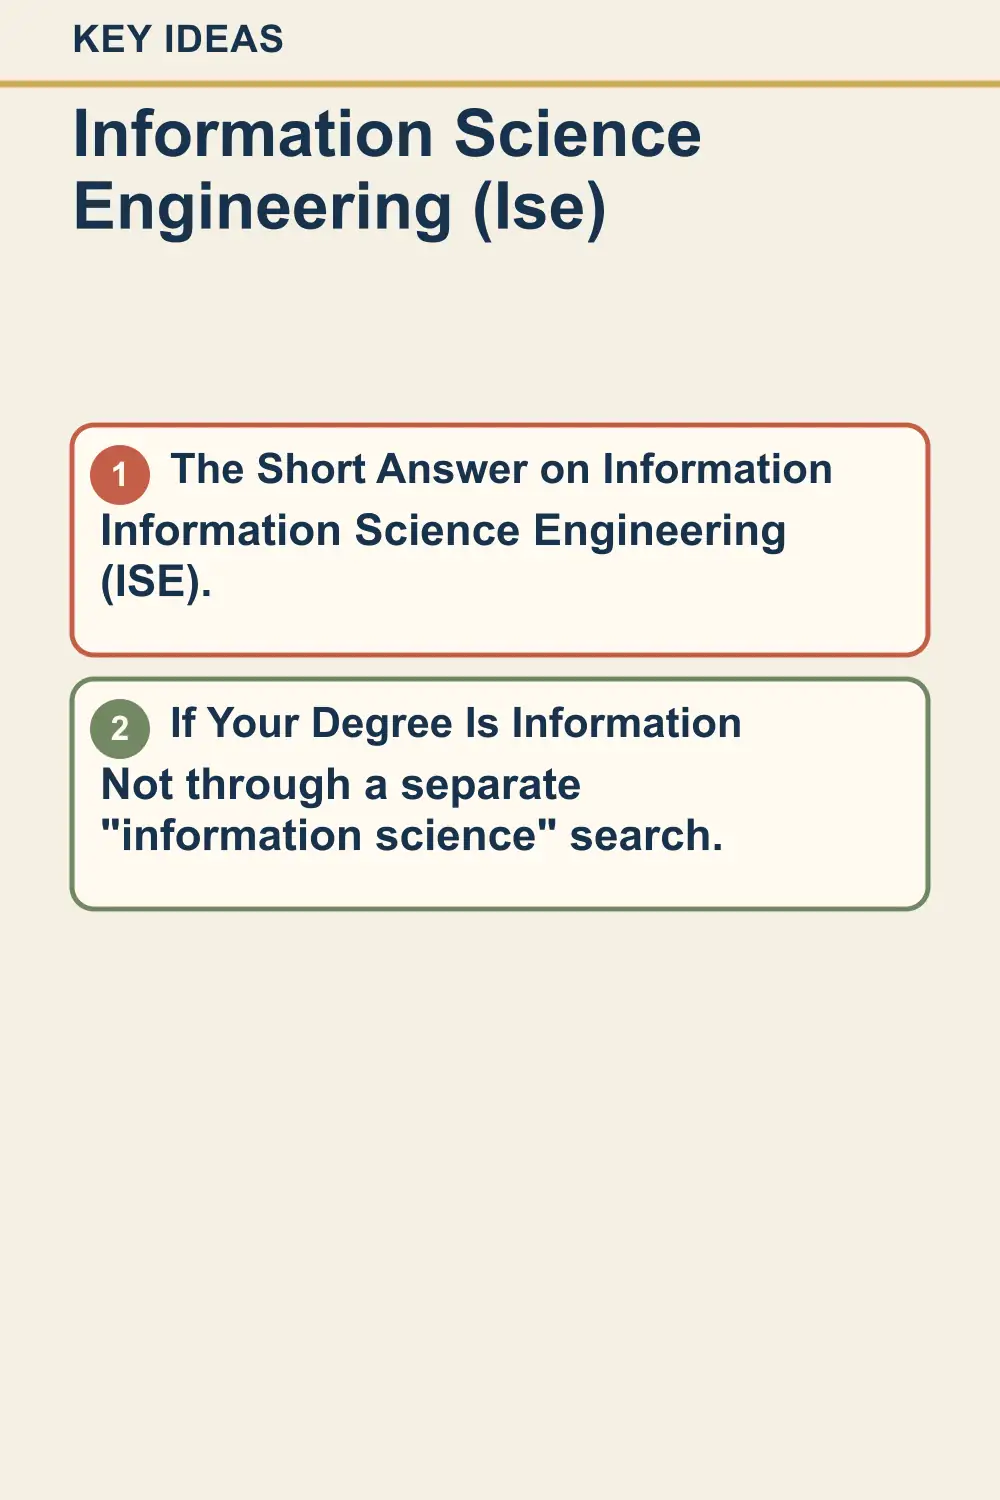 KEY IDEAS
Information Science
Engineering (Ise)
1 The Short Answer on Information
Information Science Engineering
(ISE).
2 If Your Degree Is Information
Not through a separate
"information science" search.